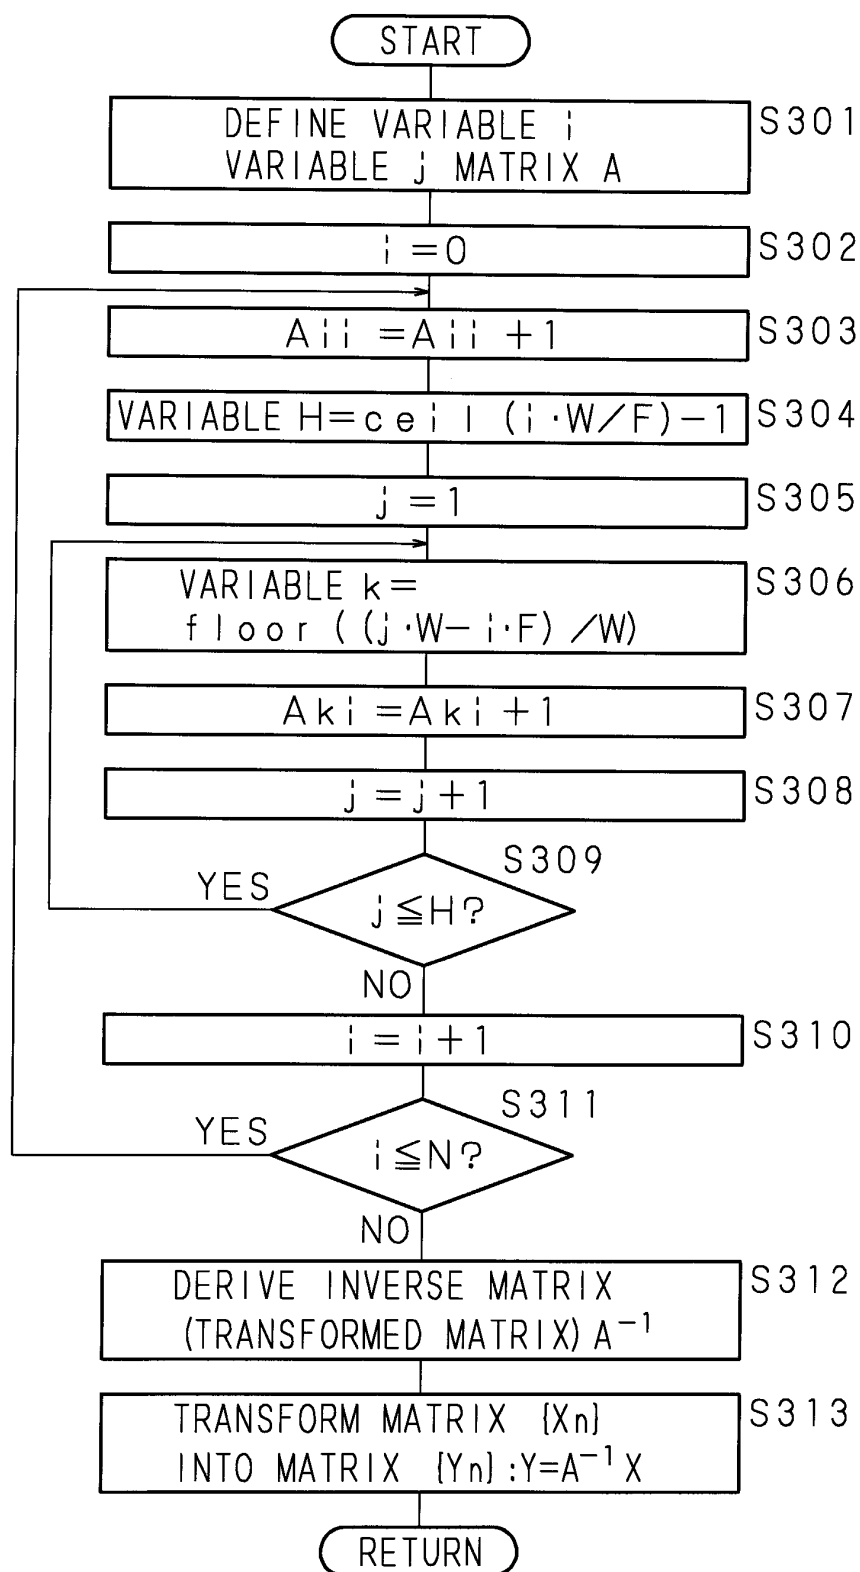 START
DEFINE VARIABLE i
VARIABLE j MATRIX A
S301
i=0
S302
Aii=Aii+1
S303
VARIABLE H=ceil(i·W/F)-1
S304
j=1
S305
VARIABLE k=
floor((j·W-i·F)/W)
S306
Aki=Aki+1
S307
j=j+1
S308
S309
YES
j≦H?
NO
i=i+1
S310
S311
YES
i≦N?
NO
DERIVE INVERSE MATRIX
(TRANSFORMED MATRIX)A⁻¹
S312
TRANSFORM MATRIX {Xn}
INTO MATRIX {Yn}:Y=A⁻¹X
S313
RETURN